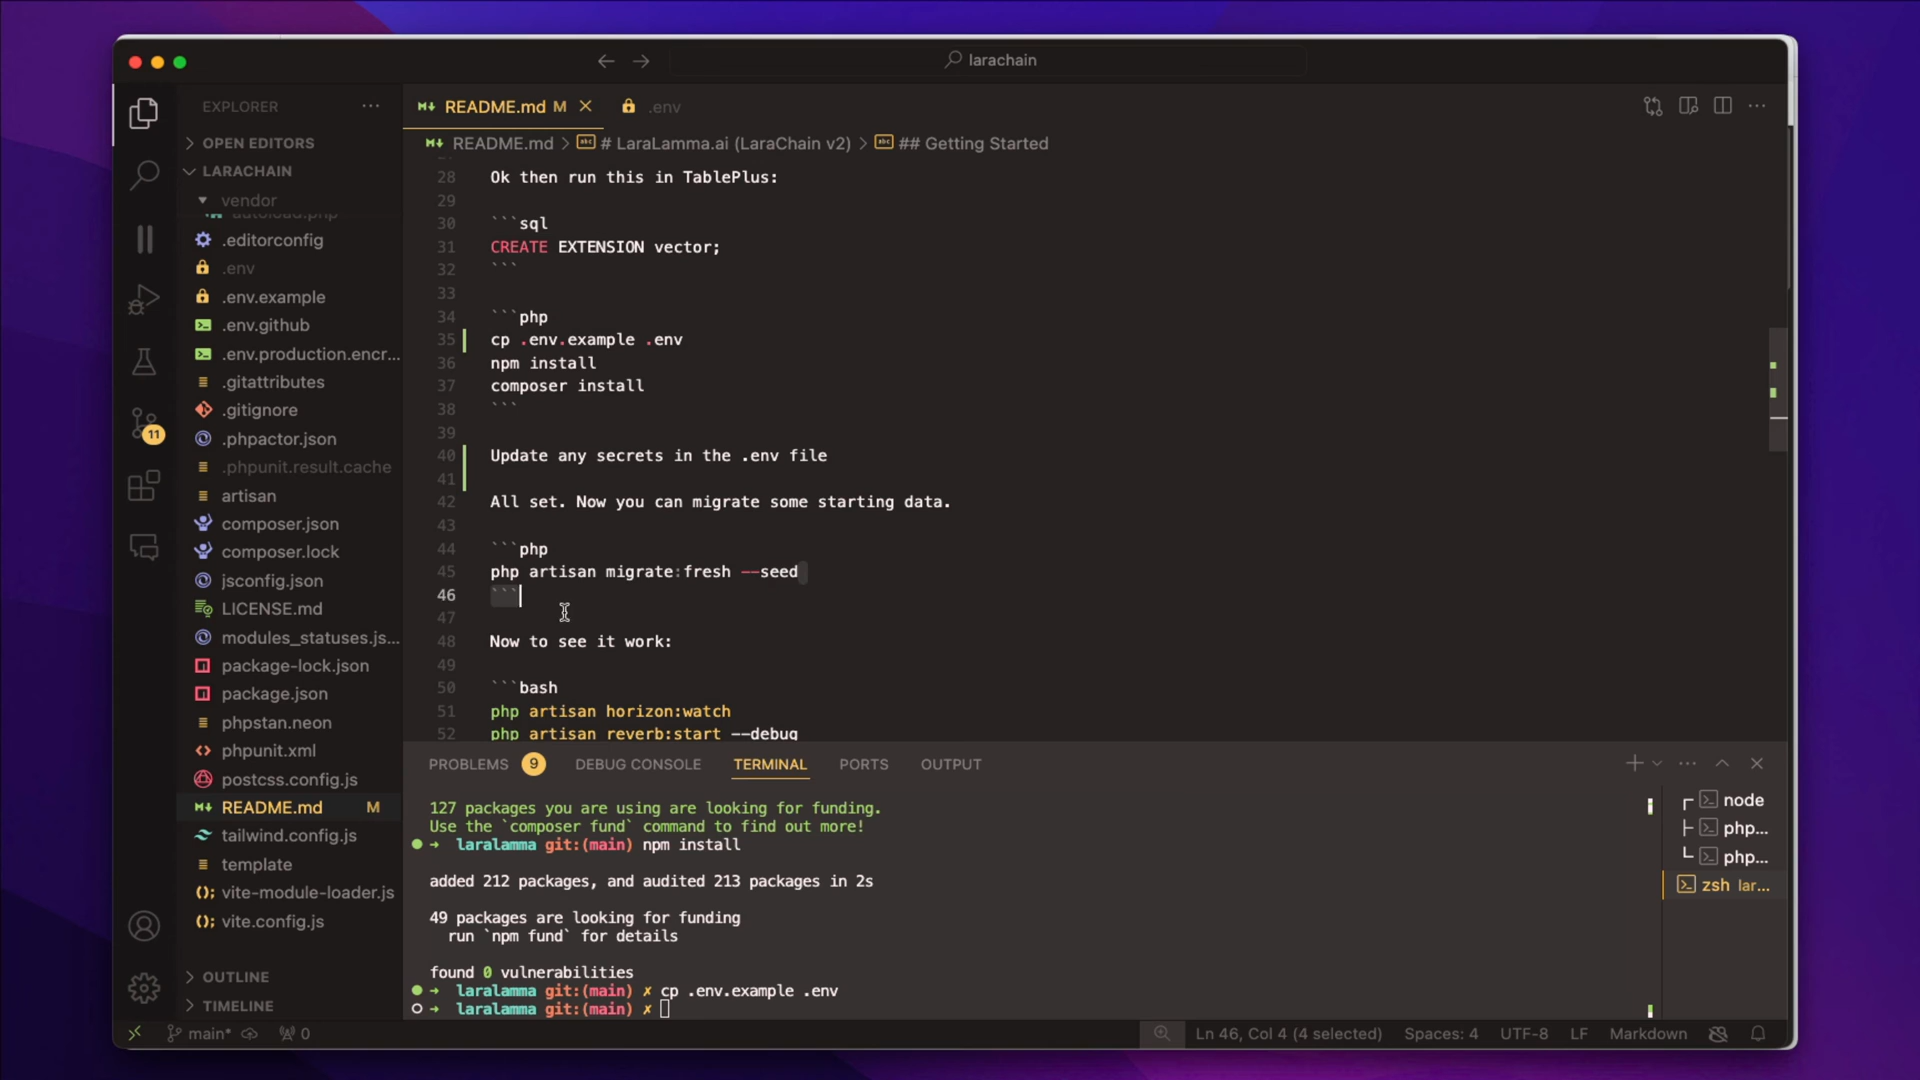 larachain
EXPLORER
OPEN EDITORS
LARACHAIN
vendor
autoload.php
.editorconfig
.env
.env.example
.env.github
.env.production.encr...
.gitattributes
.gitignore
.phpactor.json
.phpunit.result.cache
artisan
composer.json
composer.lock
jsconfig.json
LICENSE.md
modules_statuses.js...
package-lock.json
package.json
phpstan.neon
phpunit.xml
postcss.config.js
README.md M
tailwind.config.js
template
vite-module-loader.js
vite.config.js
OUTLINE
TIMELINE
11
README.md M
.env
README.md > # LaraLamma.ai (LaraChain v2) > ## Getting Started
28 Ok then run this in TablePlus:
29
30 ```sql
31 CREATE EXTENSION vector;
32 ```
33
34 ```php
35 cp .env.example .env
36 npm install
37 composer install
38 ```
39
40 Update any secrets in the .env file
41
42 All set. Now you can migrate some starting data.
43
44 ```php
45 php artisan migrate:fresh --seed
46 ```
47
48 Now to see it work:
49
50 ```bash
51 php artisan horizon:watch
52 php artisan reverb:start --debug
PROBLEMS 9 DEBUG CONSOLE TERMINAL PORTS OUTPUT
127 packages you are using are looking for funding.
Use the `composer fund` command to find out more!
→ laralamma git:(main) npm install
added 212 packages, and audited 213 packages in 2s
49 packages are looking for funding
run `npm fund` for details
found 0 vulnerabilities
→ laralamma git:(main) ✗ cp .env.example .env
→ laralamma git:(main) ✗
node
php...
php...
zsh lar...
main* 0 Ln 46, Col 4 (4 selected) Spaces: 4 UTF-8 LF Markdown